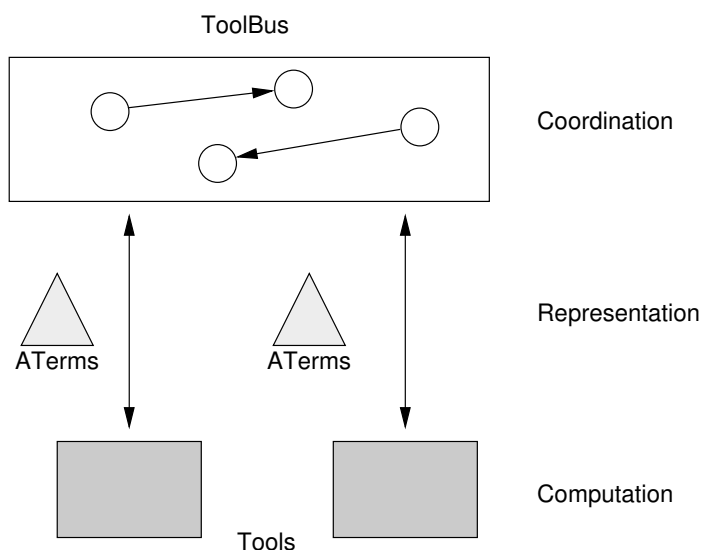 ToolBus
Coordination
Representation
ATerms
ATerms
Computation
Tools